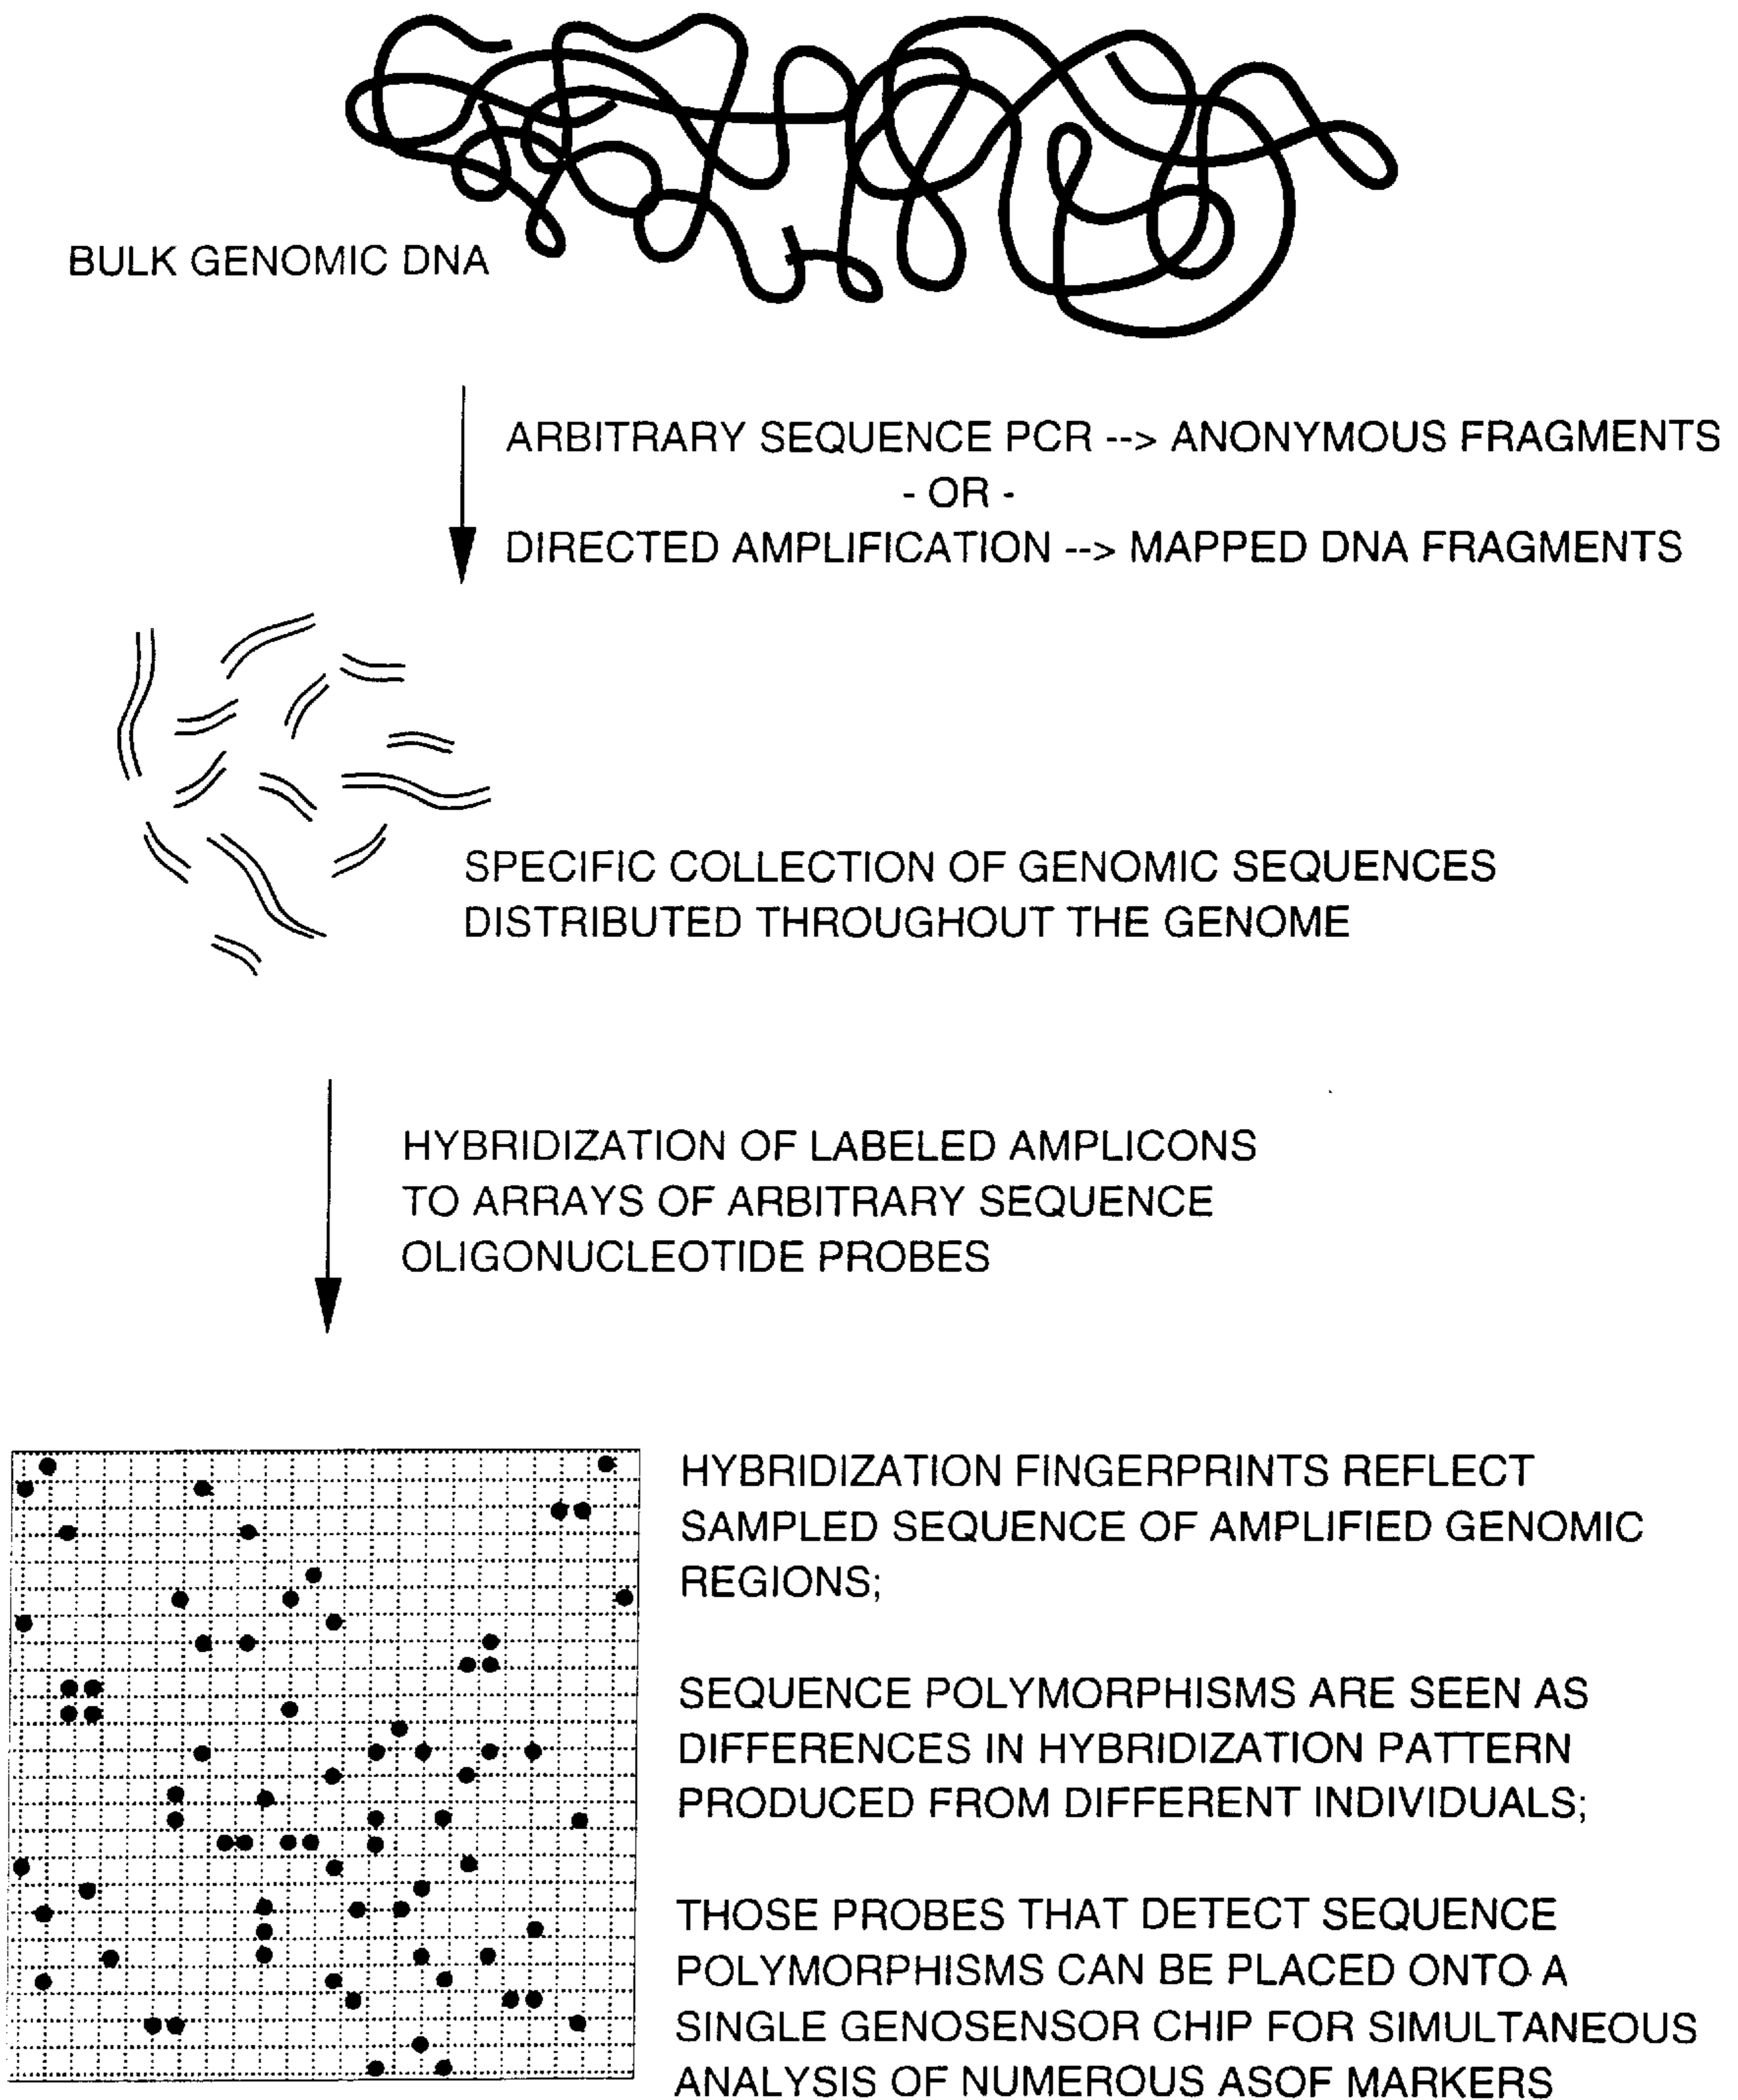 BULK GENOMIC DNA
ARBITRARY SEQUENCE PCR --> ANONYMOUS FRAGMENTS
- OR -
DIRECTED AMPLIFICATION --> MAPPED DNA FRAGMENTS
SPECIFIC COLLECTION OF GENOMIC SEQUENCES
DISTRIBUTED THROUGHOUT THE GENOME
HYBRIDIZATION OF LABELED AMPLICONS
TO ARRAYS OF ARBITRARY SEQUENCE
OLIGONUCLEOTIDE PROBES
HYBRIDIZATION FINGERPRINTS REFLECT
SAMPLED SEQUENCE OF AMPLIFIED GENOMIC
REGIONS;
SEQUENCE POLYMORPHISMS ARE SEEN AS
DIFFERENCES IN HYBRIDIZATION PATTERN
PRODUCED FROM DIFFERENT INDIVIDUALS;
THOSE PROBES THAT DETECT SEQUENCE
POLYMORPHISMS CAN BE PLACED ONTO A
SINGLE GENOSENSOR CHIP FOR SIMULTANEOUS
ANALYSIS OF NUMEROUS ASOF MARKERS